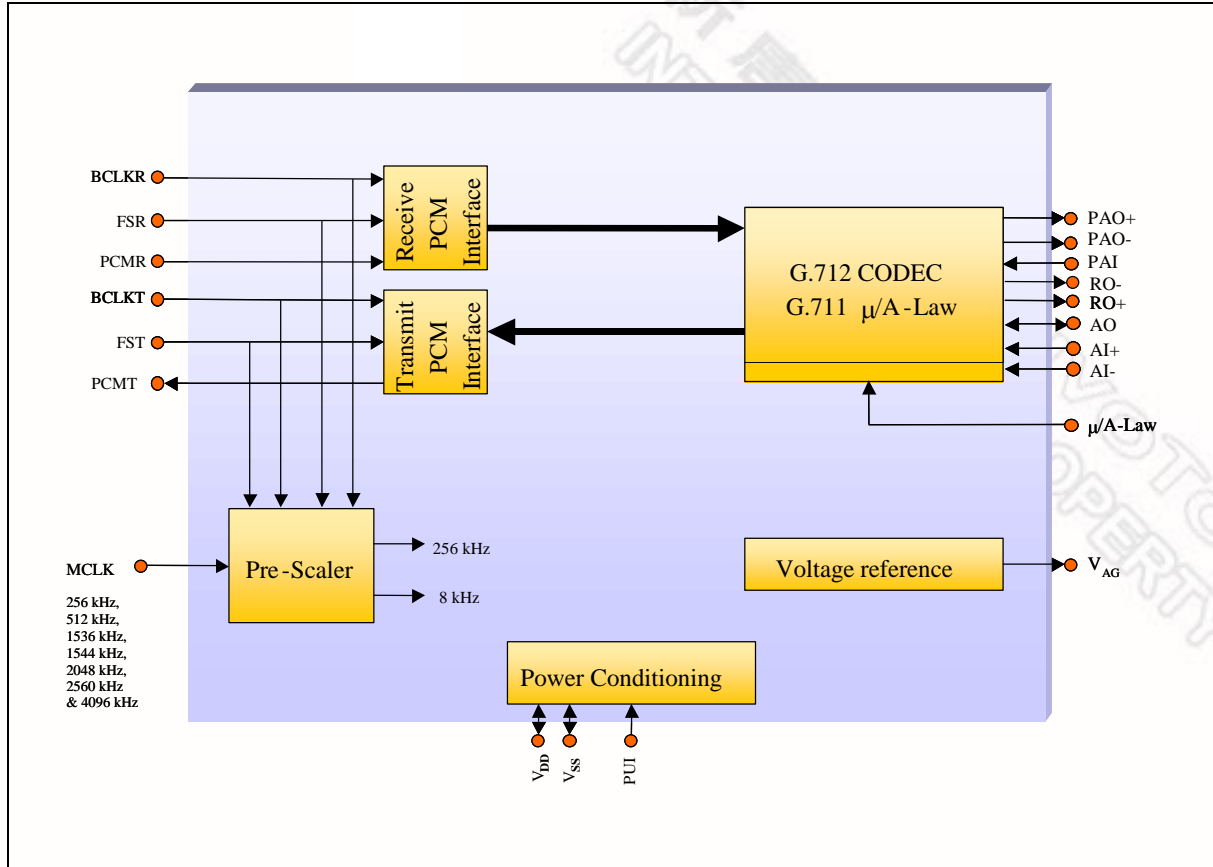 BCLKR
FSR
PCMR
BCLKT
FST
PCMT
Receive
PCM
Interface
Transmit
PCM
Interface
G.712 CODEC
G.711 μ/A-Law
PAO+
PAO-
PAI
RO-
RO+
AO
AI+
AI-
μ/A-Law
MCLK
256 kHz,
512 kHz,
1536 kHz,
1544 kHz,
2048 kHz,
2560 kHz
& 4096 kHz
Pre-Scaler
256 kHz
8 kHz
Voltage reference
VAG
Power Conditioning
VDD
VSS
PUI